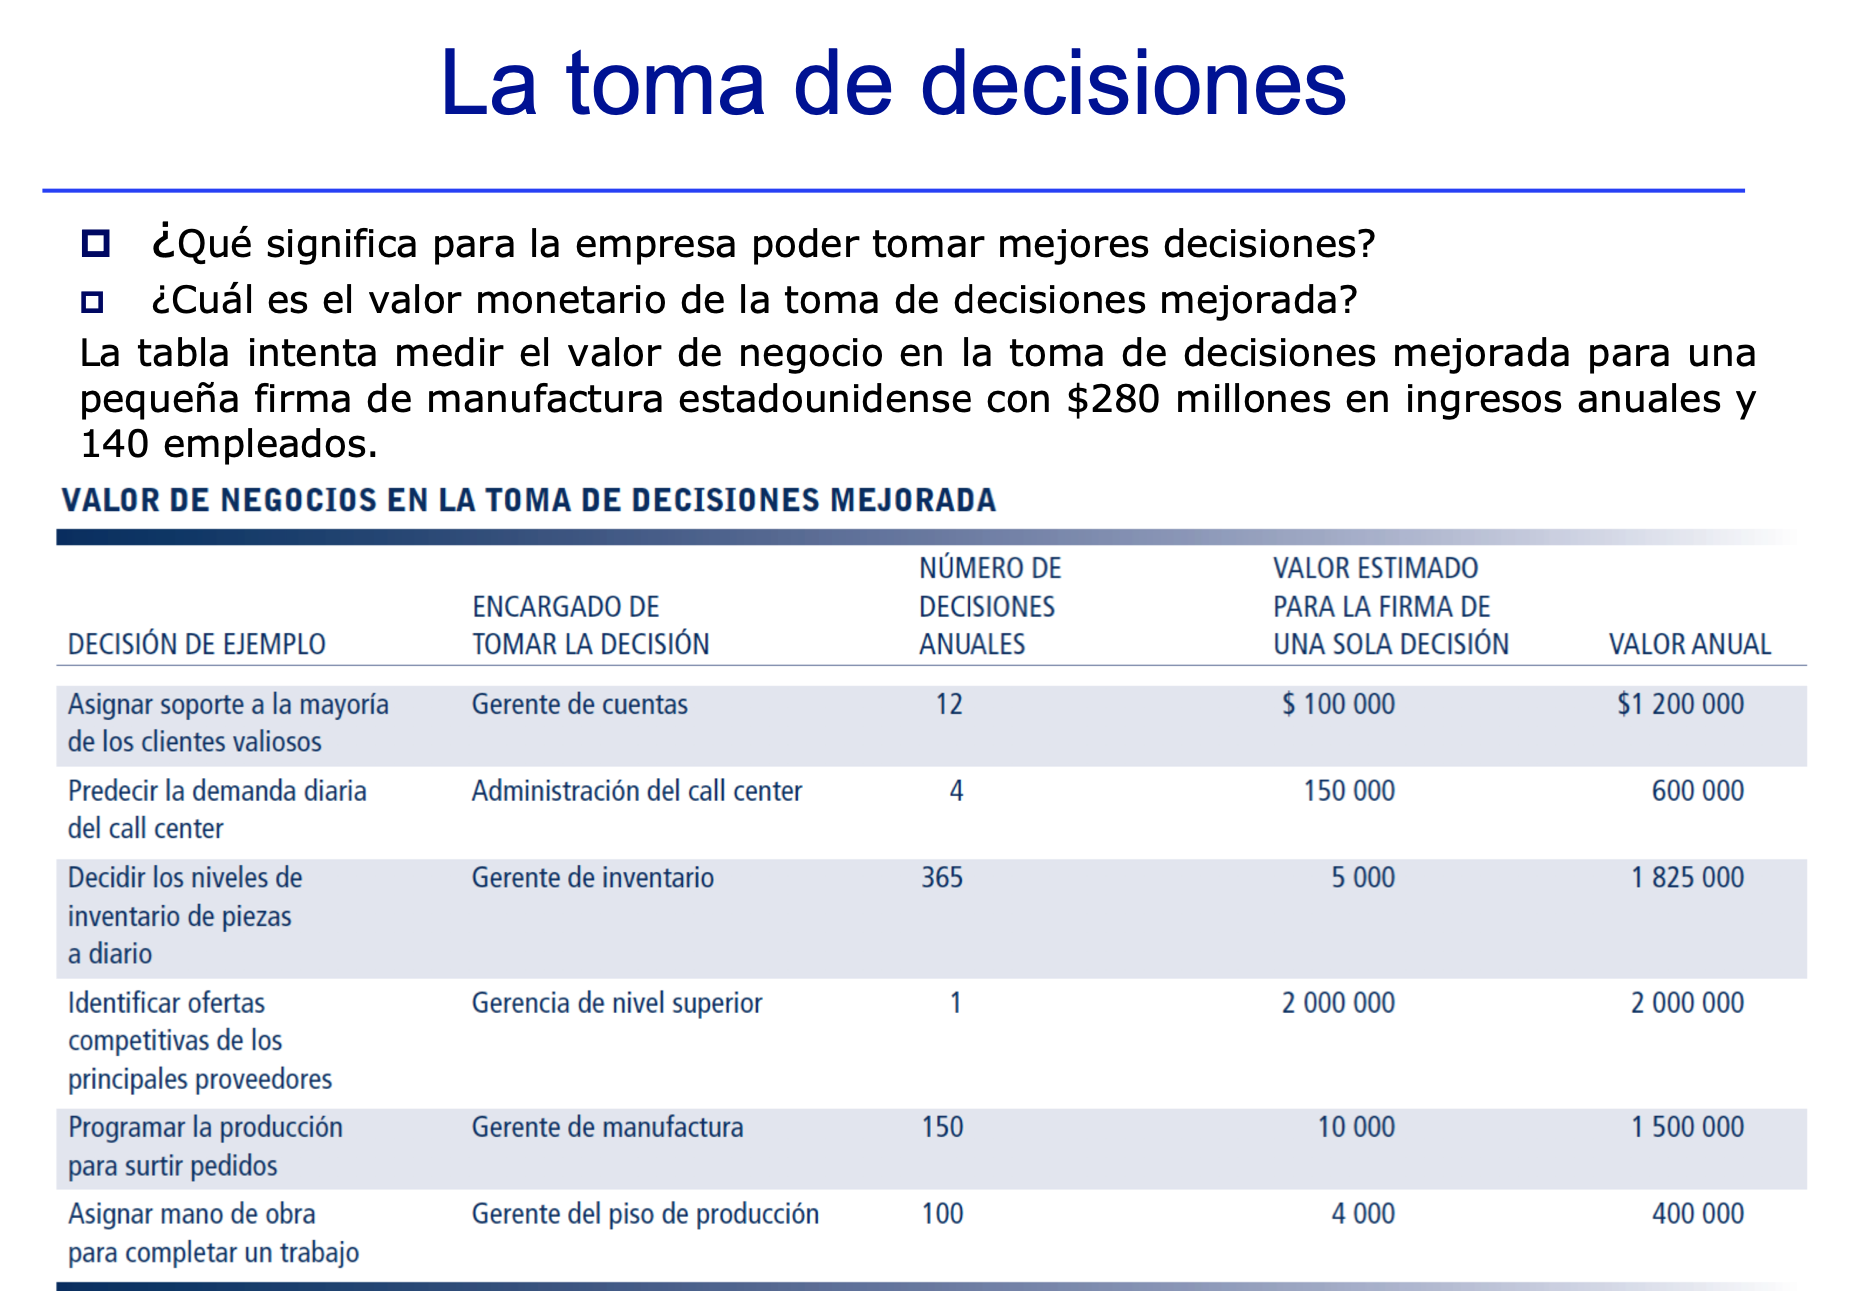 La toma de decisiones
¿Qué significa para la empresa poder tomar mejores decisiones?
¿Cuál es el valor monetario de la toma de decisiones mejorada?
La tabla intenta medir el valor de negocio en la toma de decisiones mejorada para una
pequeña firma de manufactura estadounidense con $280 millones en ingresos anuales y
140 empleados.
VALOR DE NEGOCIOS EN LA TOMA DE DECISIONES MEJORADA
NÚMERO DE VALOR ESTIMADO
ENCARGADO DE DECISIONES PARA LA FIRMA DE
DECISIÓN DE EJEMPLO TOMAR LA DECISIÓN ANUALES UNA SOLA DECISIÓN VALOR ANUAL
Asignar soporte a la mayoría Gerente de cuentas 12 $ 100 000 $1 200 000
de los clientes valiosos
Predecir la demanda diaria Administración del call center 4 150 000 600 000
del call center
Decidir los niveles de Gerente de inventario 365 5 000 1 825 000
inventario de piezas
a diario
Identificar ofertas Gerencia de nivel superior 1 2 000 000 2 000 000
competitivas de los
principales proveedores
Programar la producción Gerente de manufactura 150 10 000 1 500 000
para surtir pedidos
Asignar mano de obra Gerente del piso de producción 100 4 000 400 000
para completar un trabajo